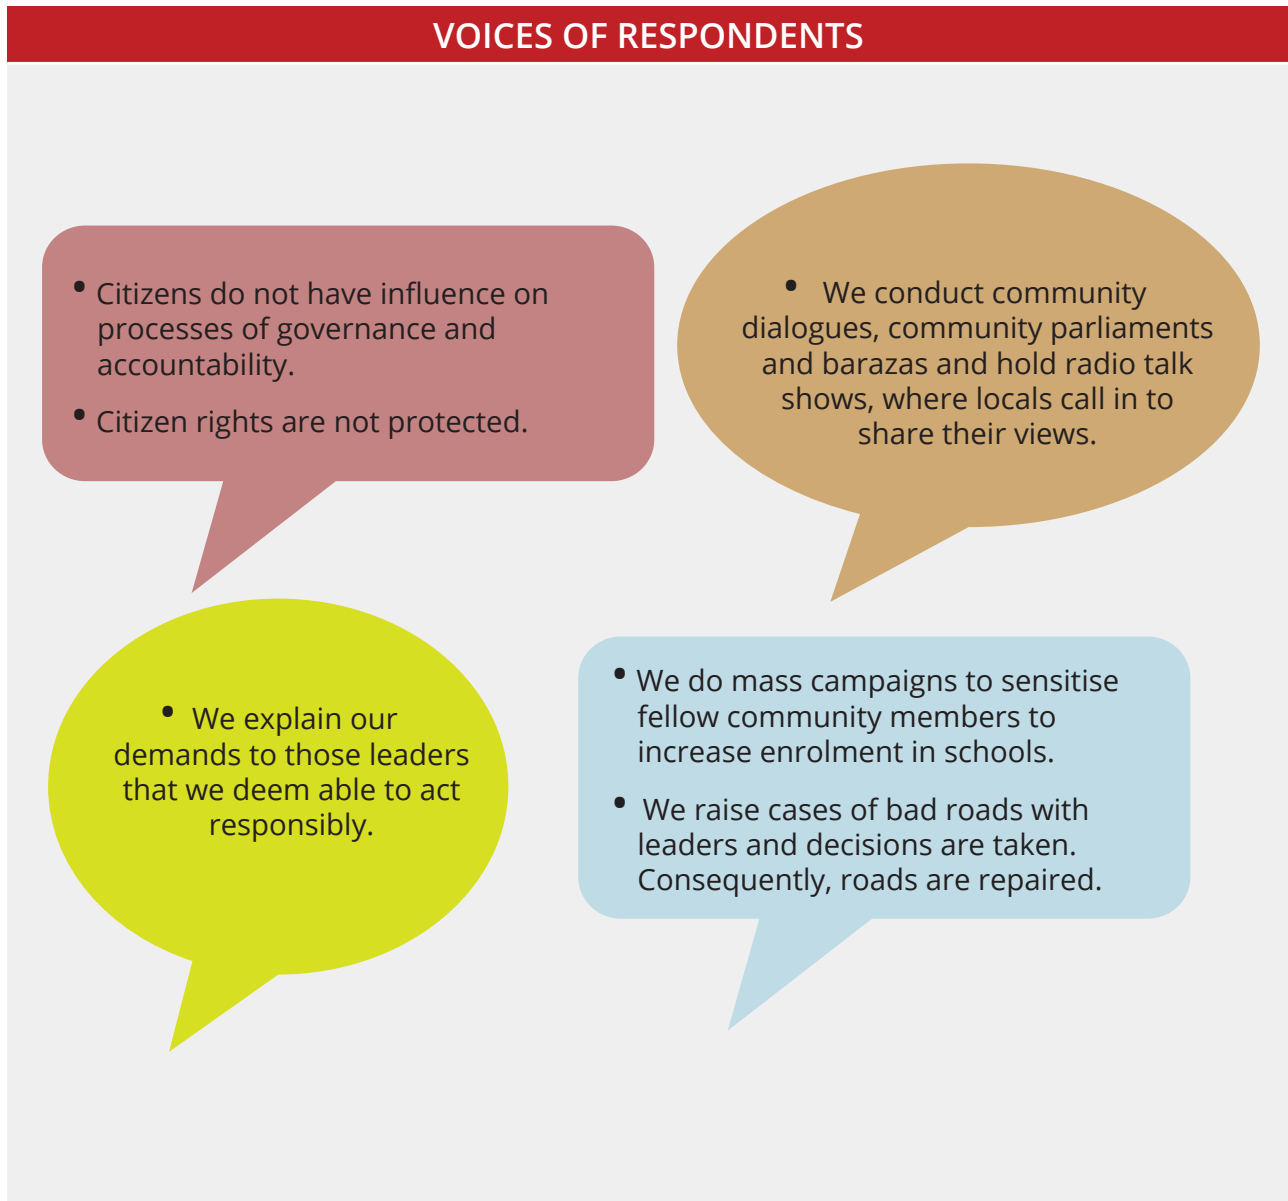 VOICES OF RESPONDENTS
• Citizens do not have influence on
processes of governance and
accountability.
• Citizen rights are not protected.
• We conduct community
dialogues, community parliaments
and barazas and hold radio talk
shows, where locals call in to
share their views.
• We explain our
demands to those leaders
that we deem able to act
responsibly.
• We do mass campaigns to sensitise
fellow community members to
increase enrolment in schools.
• We raise cases of bad roads with
leaders and decisions are taken.
Consequently, roads are repaired.